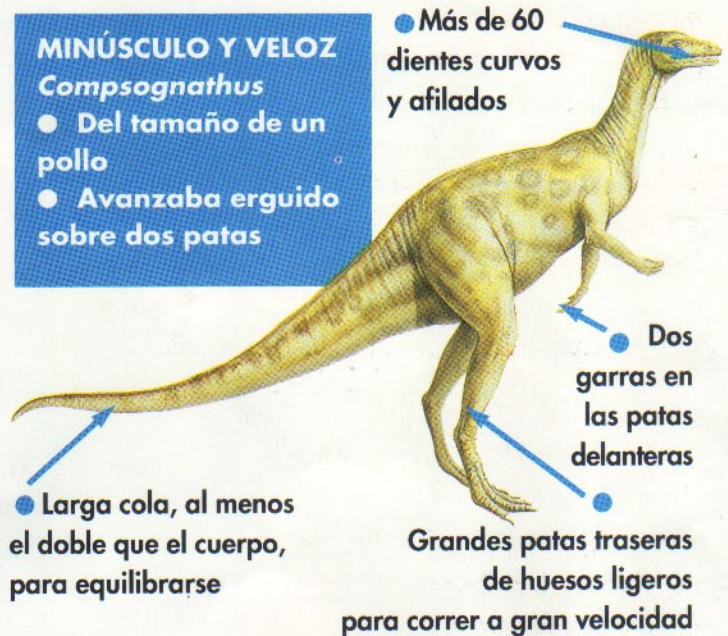 MINÚSCULO Y VELOZ
Compsognathus
● Del tamaño de un
pollo
● Avanzaba erguido
sobre dos patas
● Más de 60
dientes curvos
y afilados
● Dos
garras en
las patas
delanteras
● Larga cola, al menos
el doble que el cuerpo,
para equilibrarse
● Grandes patas traseras
de huesos ligeros
para correr a gran velocidad